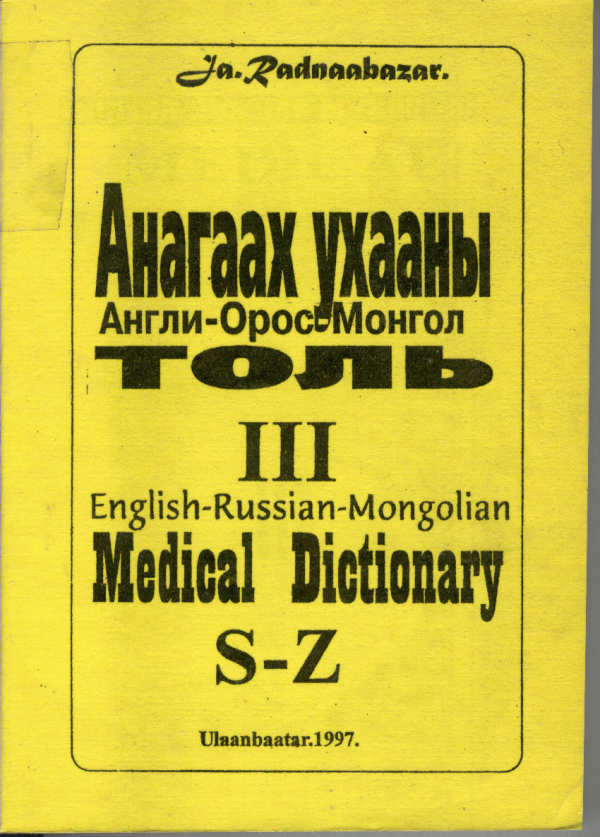 Ja.Radnaabazar.
Анагаах ухааны
Англи-Орос-Монгол
толь
III
English-Russian-Mongolian
Medical Dictionary
S-Z
Ulaanbaatar.1997.